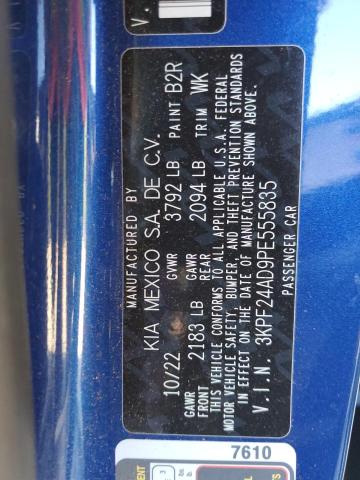 MANUFACTURED BY
KIA MEXICO S.A. DE C.V.
10/22 GVWR 3792 LB PAINT B2R
GAWR FRONT 2183 LB GAWR REAR 2094 LB TRIM WK
THIS VEHICLE CONFORMS TO ALL APPLICABLE U.S.A. FEDERAL
MOTOR VEHICLE SAFETY, BUMPER, AND THEFT PREVENTION STANDARDS
IN EFFECT ON THE DATE OF MANUFACTURE SHOWN ABOVE.
V.I.N. 3KPF24AD9PE555835
PASSENGER CAR
7610